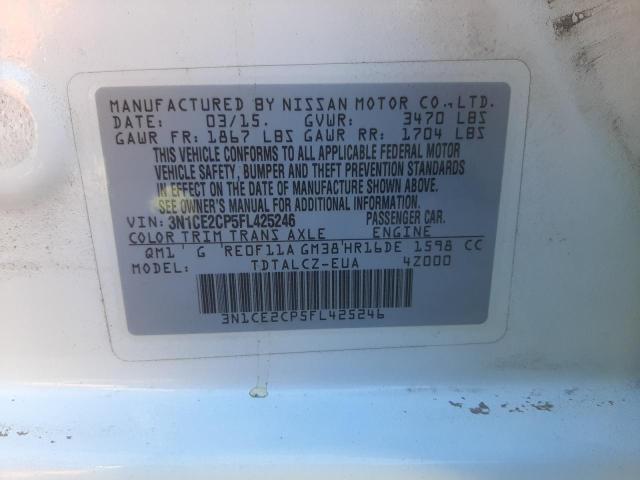 MANUFACTURED BY NISSAN MOTOR CO.,LTD.
DATE: 03/15. GVWR: 3470 LBS
GAWR FR: 1867 LBS GAWR RR: 1704 LBS
THIS VEHICLE CONFORMS TO ALL APPLICABLE FEDERAL MOTOR
VEHICLE SAFETY, BUMPER AND THEFT PREVENTION STANDARDS
IN EFFECT ON THE DATE OF MANUFACTURE SHOWN ABOVE.
SEE OWNER'S MANUAL FOR ADDITIONAL INFORMATION.
VIN: 3N1CE2CP5FL425246 PASSENGER CAR.
COLOR TRIM TRANS AXLE ENGINE
QM1' G 'RE0F11A GM38'HR16DE 1598 CC
MODEL: TDTALCZ-EUA 4Z000
3N1CE2CP5FL425246